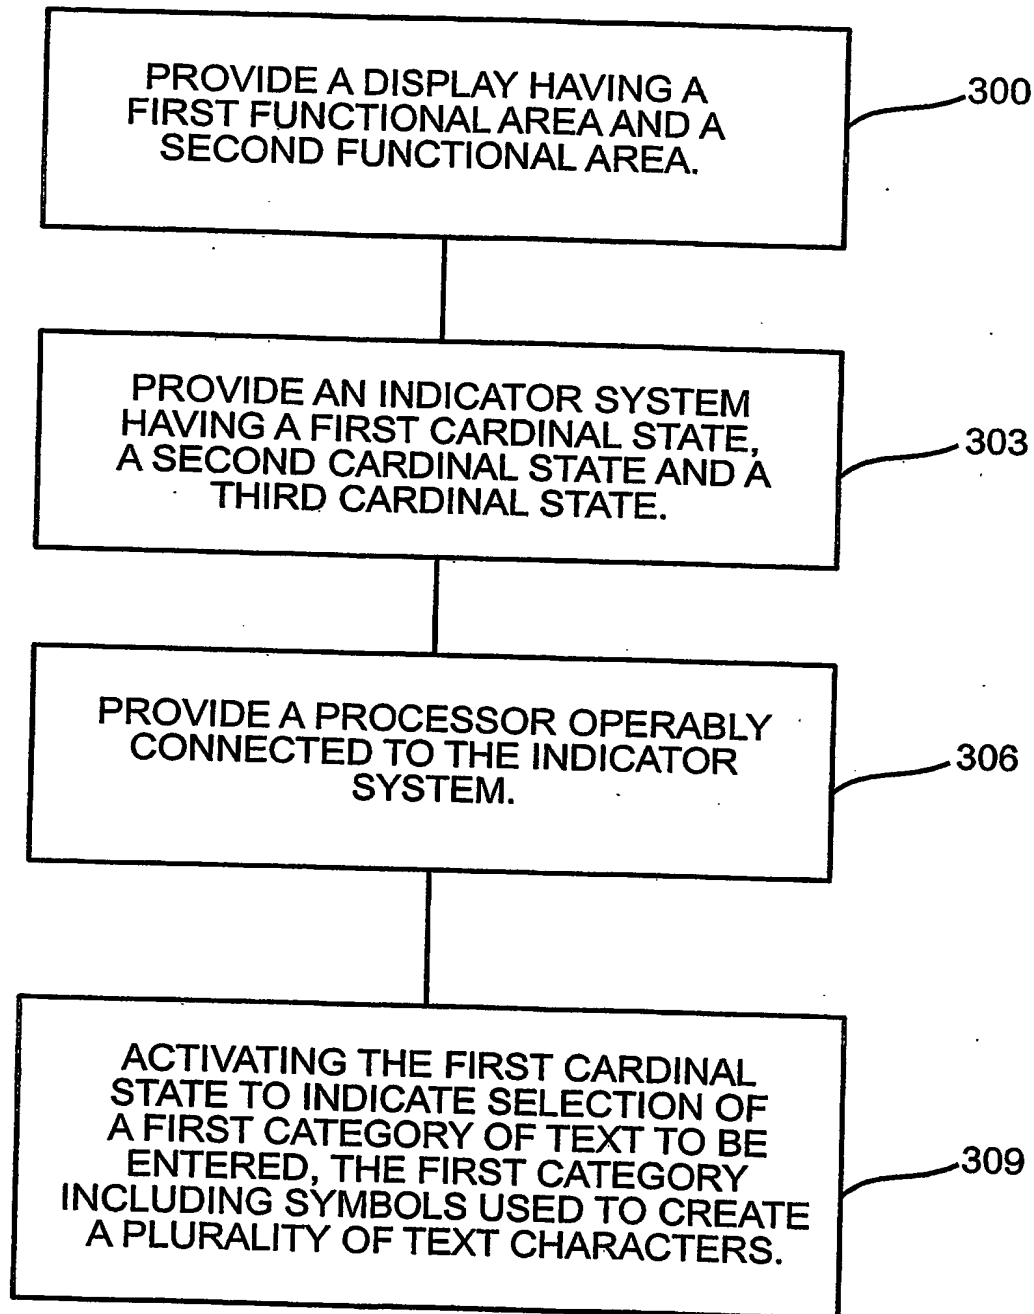 PROVIDE A DISPLAY HAVING A
FIRST FUNCTIONAL AREA AND A
SECOND FUNCTIONAL AREA.
300
PROVIDE AN INDICATOR SYSTEM
HAVING A FIRST CARDINAL STATE,
A SECOND CARDINAL STATE AND A
THIRD CARDINAL STATE.
303
PROVIDE A PROCESSOR OPERABLY
CONNECTED TO THE INDICATOR
SYSTEM.
306
ACTIVATING THE FIRST CARDINAL
STATE TO INDICATE SELECTION OF
A FIRST CATEGORY OF TEXT TO BE
ENTERED, THE FIRST CATEGORY
INCLUDING SYMBOLS USED TO CREATE
A PLURALITY OF TEXT CHARACTERS.
309